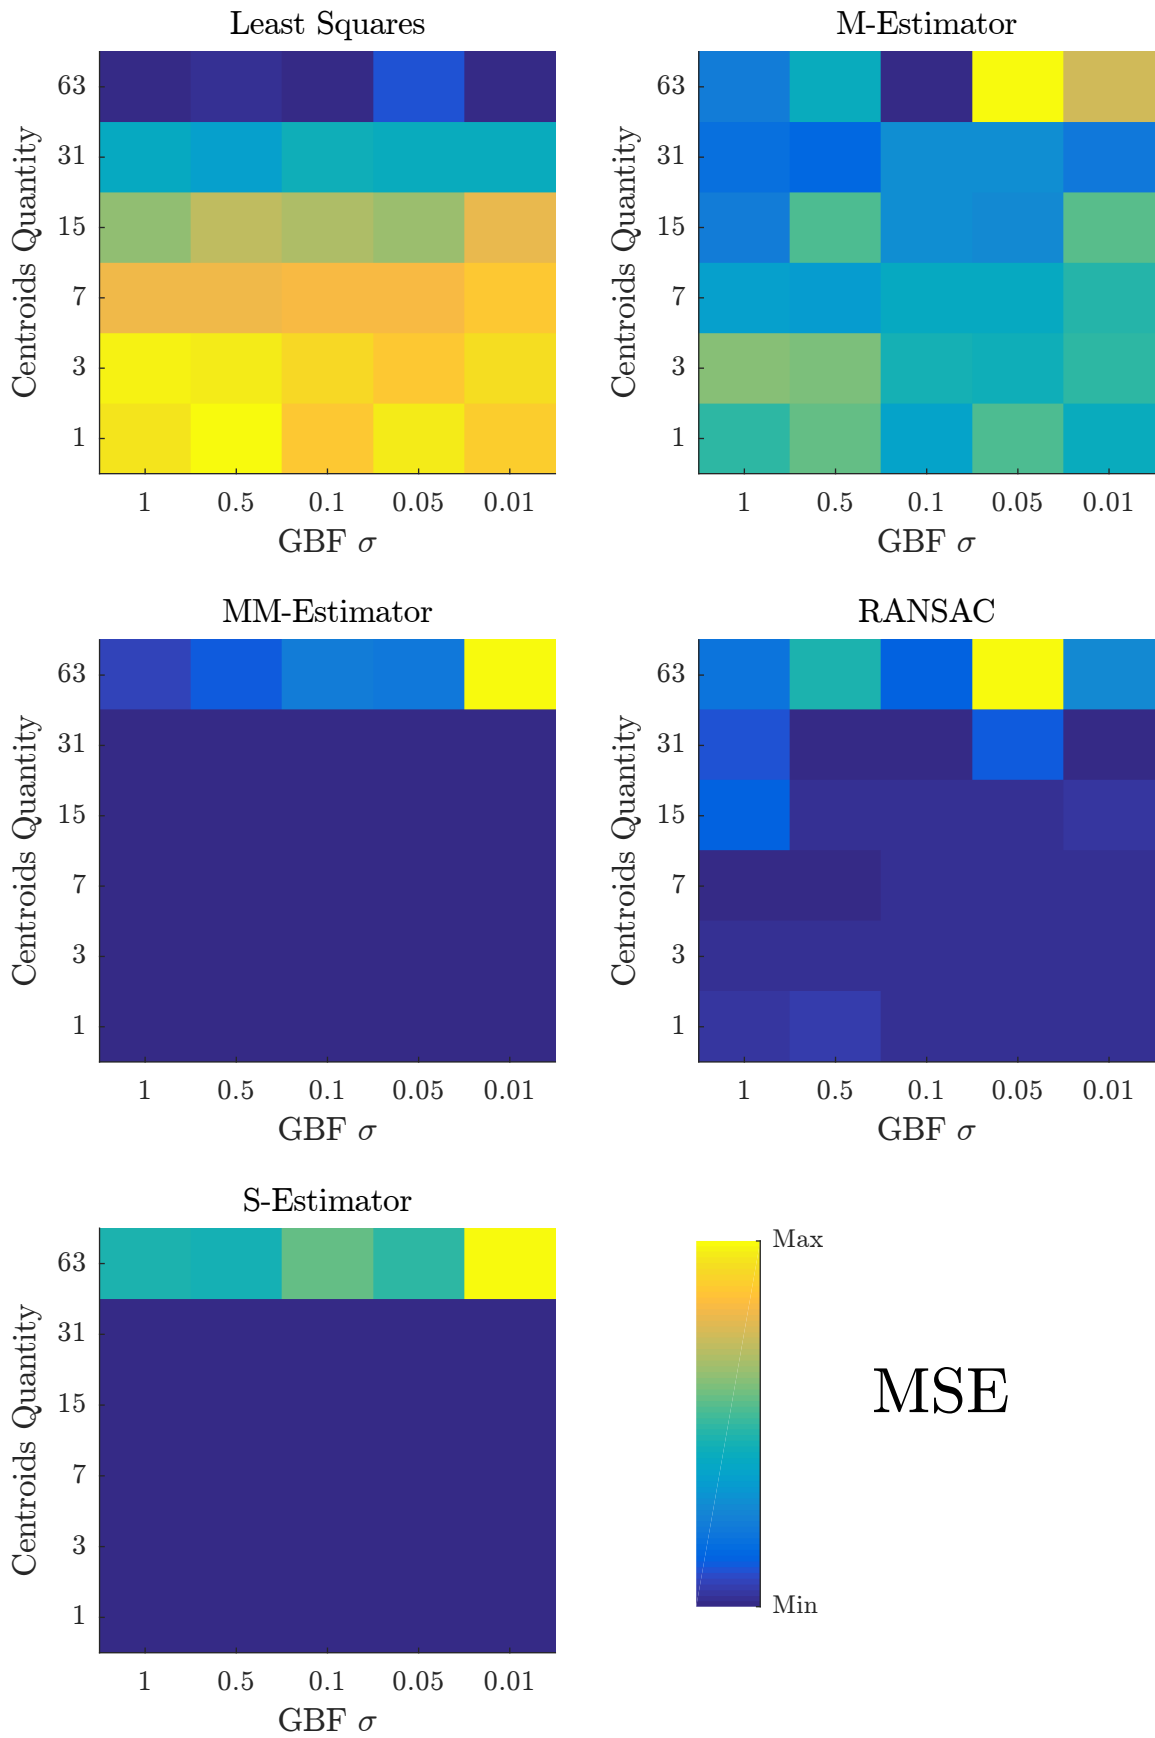 Least Squares
Centroids Quantity
63
31
15
7
3
1
1 0.5 0.1 0.05 0.01
GBF σ
M-Estimator
Centroids Quantity
63
31
15
7
3
1
1 0.5 0.1 0.05 0.01
GBF σ
MM-Estimator
Centroids Quantity
63
31
15
7
3
1
1 0.5 0.1 0.05 0.01
GBF σ
RANSAC
Centroids Quantity
63
31
15
7
3
1
1 0.5 0.1 0.05 0.01
GBF σ
S-Estimator
Centroids Quantity
63
31
15
7
3
1
1 0.5 0.1 0.05 0.01
GBF σ
Max
MSE
Min